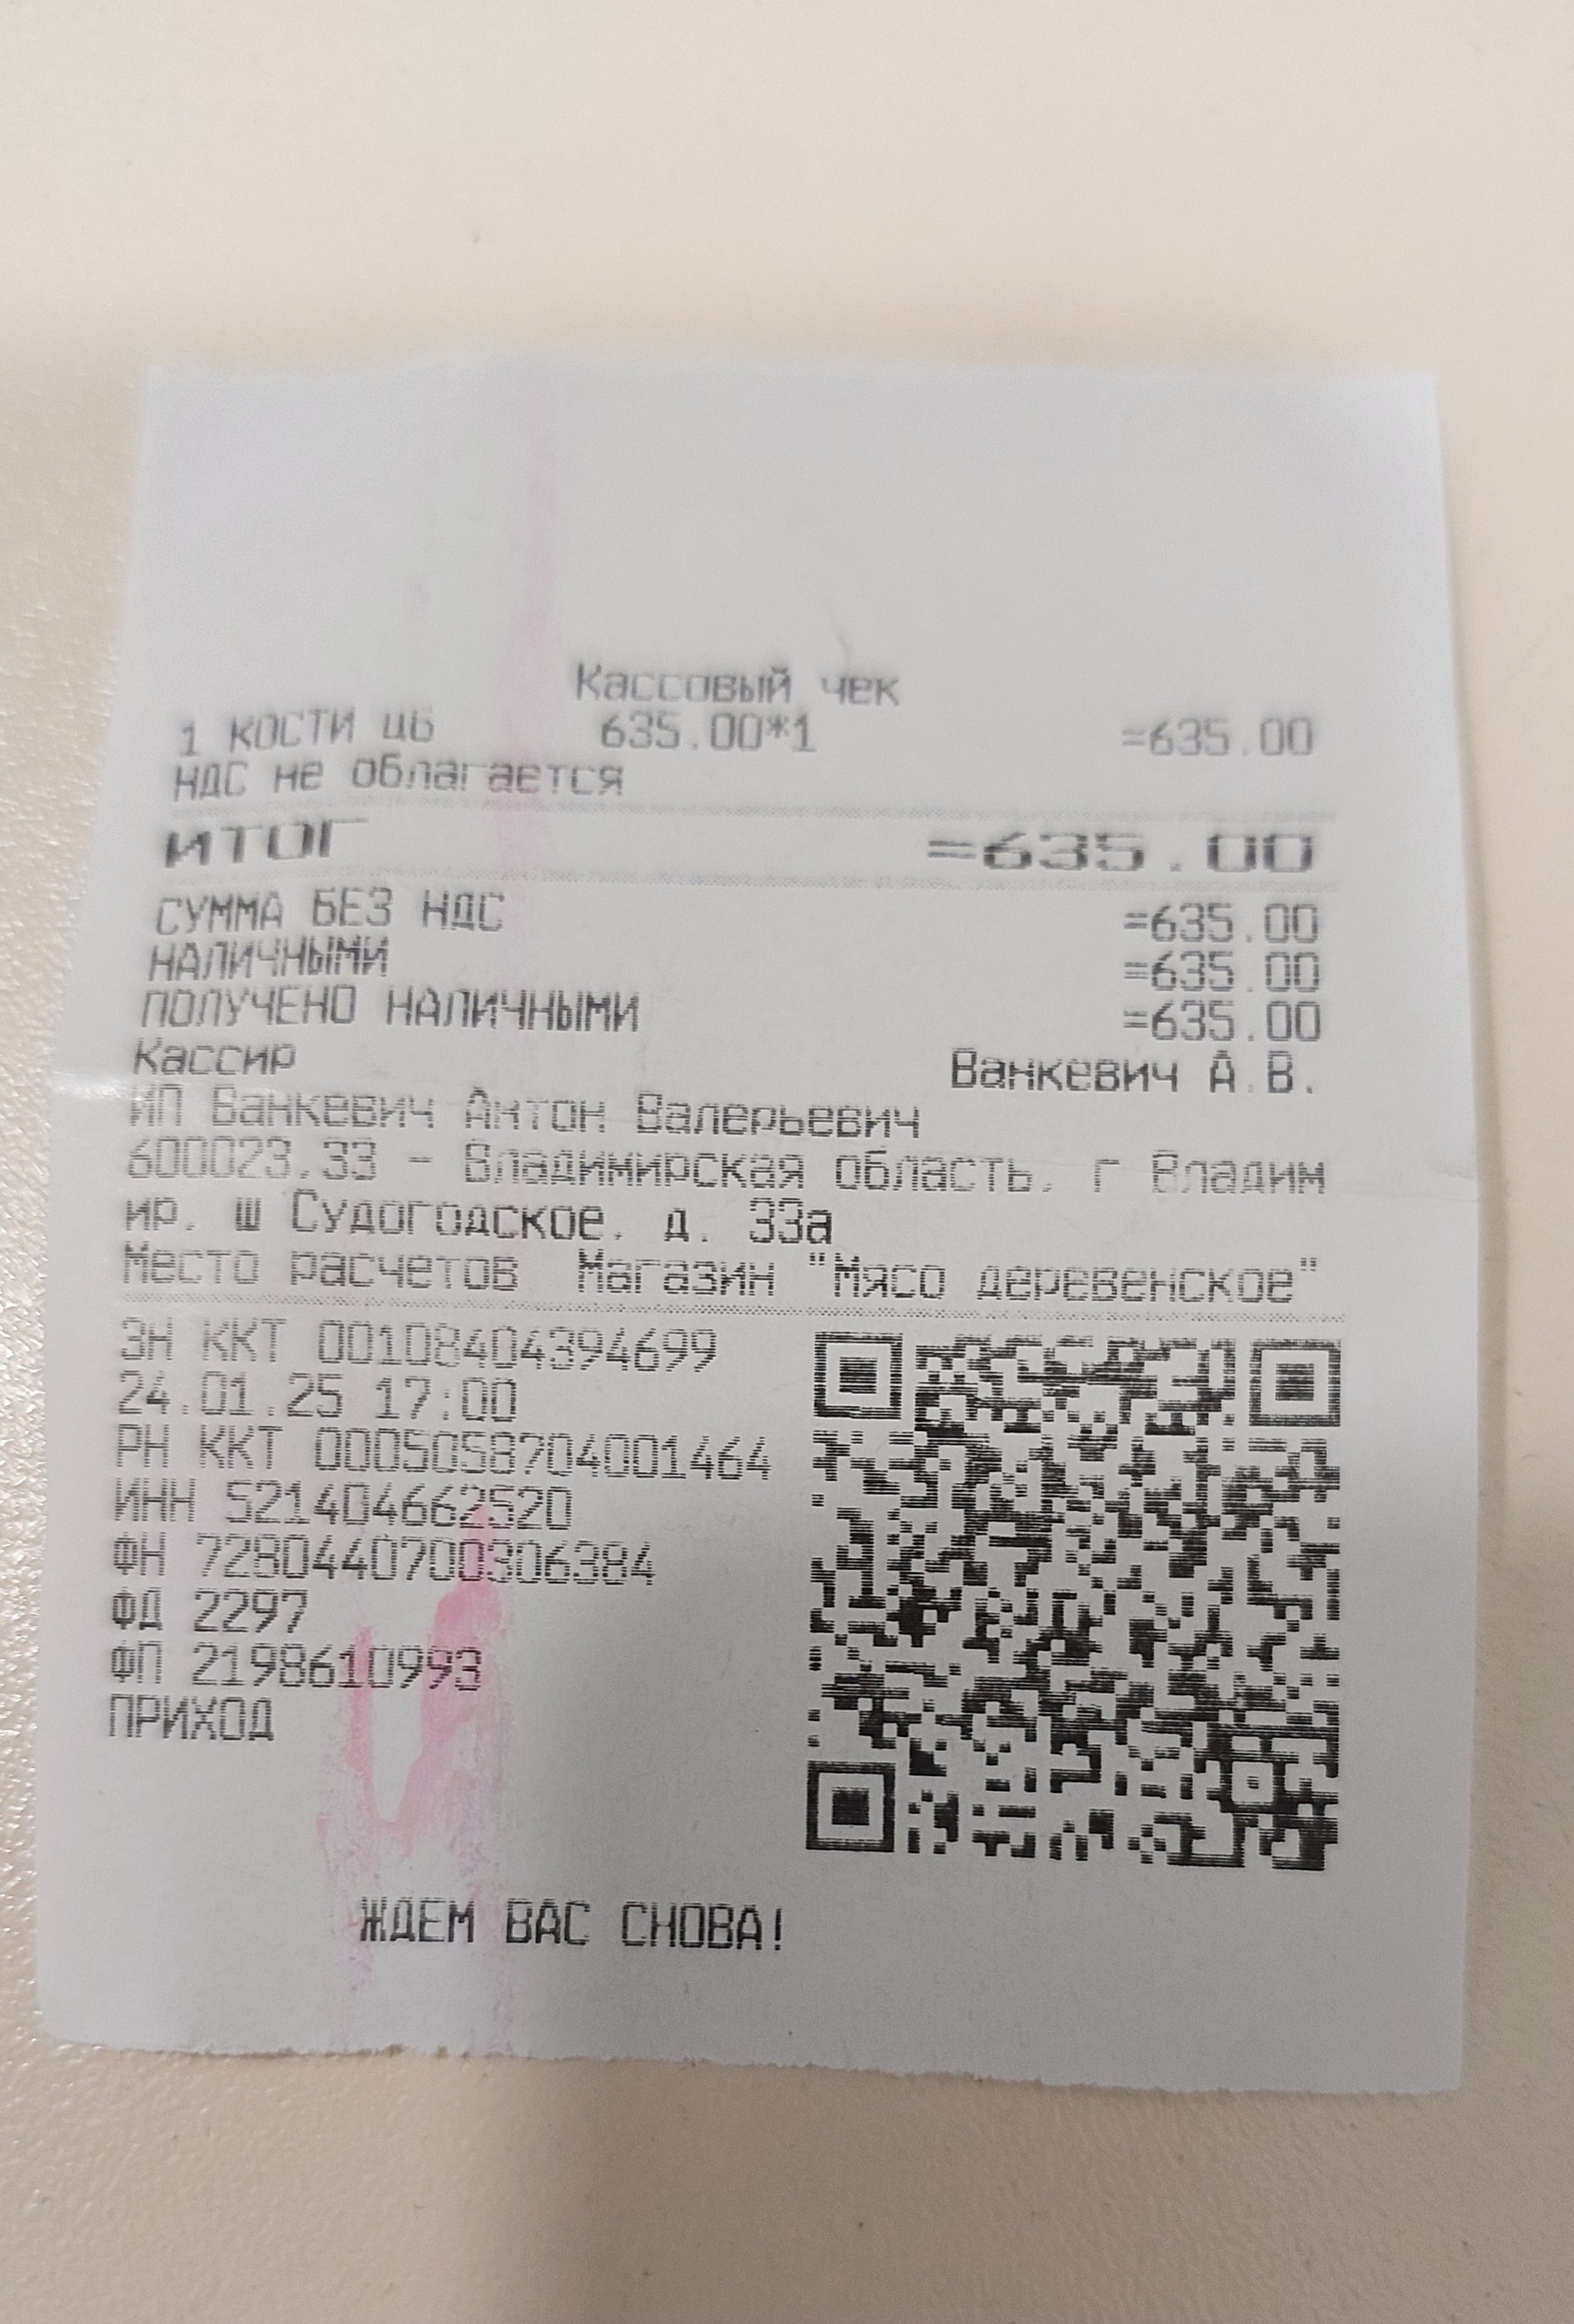 Кассовый чек
1 КОСТИ ЦБ 635.00*1 =635.00
НДС не облагается
ИТОГ =635.00
СУММА БЕЗ НДС =635.00
НАЛИЧНЫМИ =635.00
ПОЛУЧЕНО НАЛИЧНЫМИ =635.00
Кассир Ванкевич А.В.
ИП Ванкевич Антон Валерьевич
600023,33 - Владимирская область, г Владим
ир, ш Судогодское, д. 33а
Место расчетов Магазин "Мясо деревенское"
ЗН ККТ 00108404394699
24.01.25 17:00
РН ККТ 0005058704001464
ИНН 521404662520
ФН 7280440700306384
ФД 2297
ФП 2198610993
ПРИХОД
ЖДЕМ ВАС СНОВА!